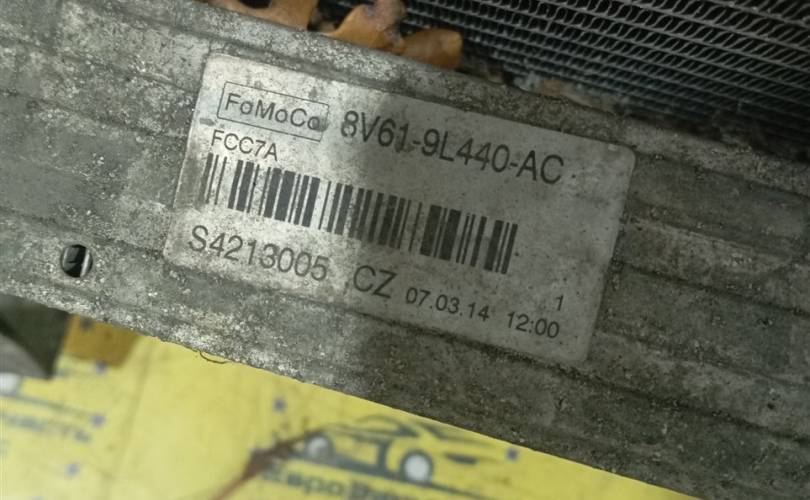 FoMoCo 8V61-9L440-AC
FCC7A
S4213005 CZ 07.03.14 12:00 1